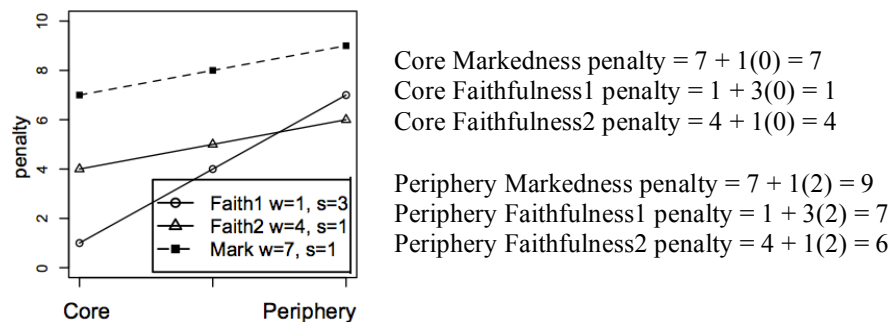 10
8
6
4
2
0
penalty
Faith1 w=1, s=3
Faith2 w=4, s=1
Mark w=7, s=1
Core
Periphery
Core Markedness penalty = 7 + 1(0) = 7
Core Faithfulness1 penalty = 1 + 3(0) = 1
Core Faithfulness2 penalty = 4 + 1(0) = 4
Periphery Markedness penalty = 7 + 1(2) = 9
Periphery Faithfulness1 penalty = 1 + 3(2) = 7
Periphery Faithfulness2 penalty = 4 + 1(2) = 6